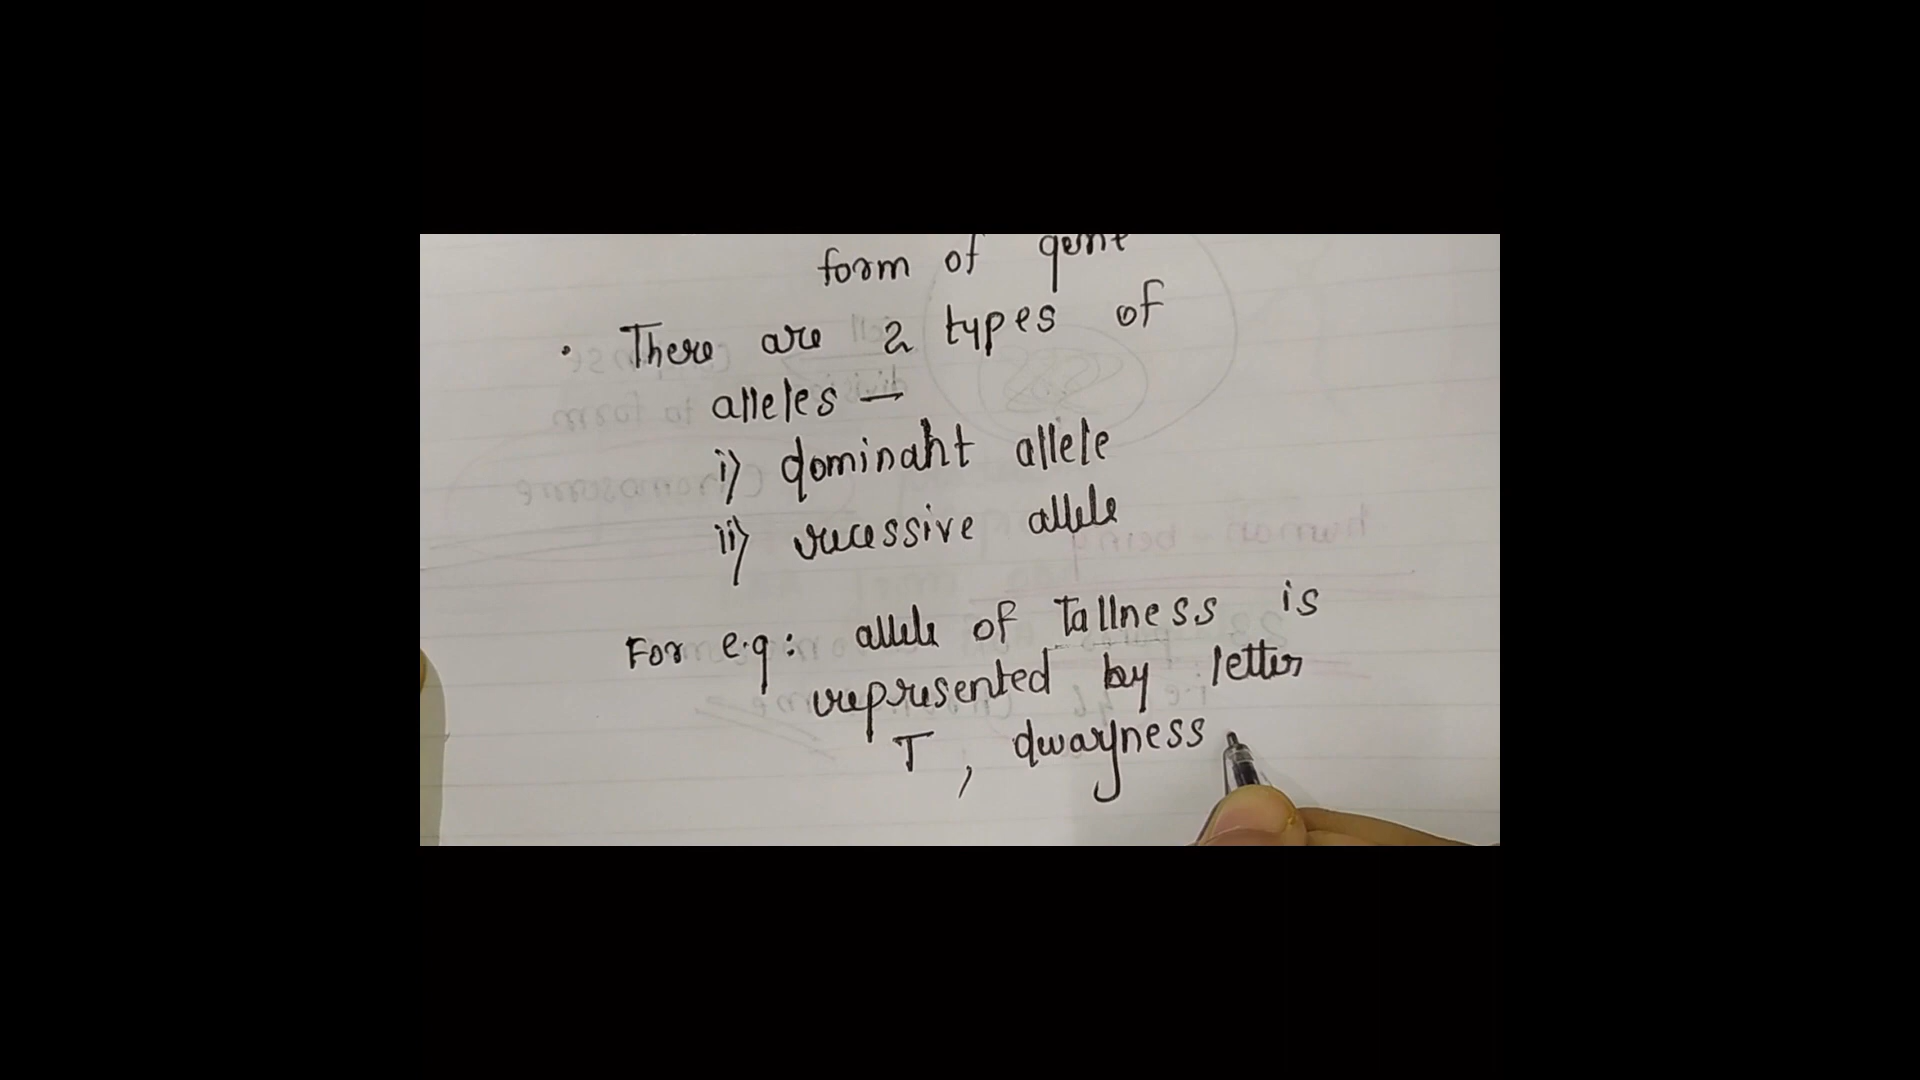 form of gene
. There are 2 types of
alleles —
i) dominant allele
ii) recessive allele
For e.g: allele of Tallness is
represented by letter
T , dwarfness